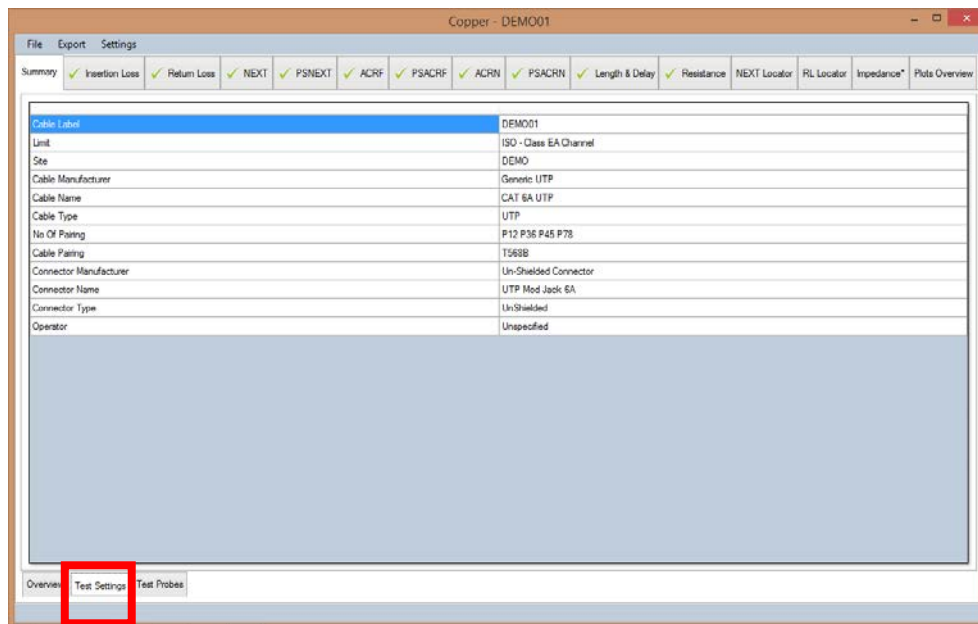 Copper - DEMO01
File Export Settings
Summary Insertion Loss Return Loss NEXT PSNEXT ACRF PSACRF ACRN PSACRN Length & Delay Resistance NEXT Locator RL Locator Impedance* Plots Overview
Cable Label DEMO01
Limit ISO - Class EA Channel
Site DEMO
Cable Manufacturer Generic UTP
Cable Name CAT 6A UTP
Cable Type UTP
No Of Pairing P12 P36 P45 P78
Cable Pairing T568B
Connector Manufacturer Un-Shielded Connector
Connector Name UTP Mod Jack 6A
Connector Type UnShielded
Operator Unspecified
Overview Test Settings Test Probes